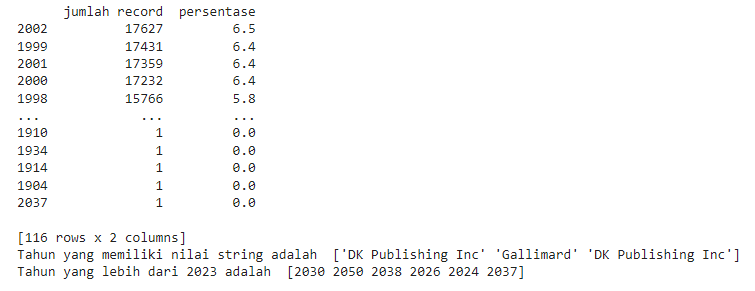 jumlah record  persentase
2002          17627         6.5
1999          17431         6.4
2001          17359         6.4
2000          17232         6.4
1998          15766         5.8
...             ...         ...
1910              1         0.0
1934              1         0.0
1914              1         0.0
1904              1         0.0
2037              1         0.0
[116 rows x 2 columns]
Tahun yang memiliki nilai string adalah  ['DK Publishing Inc' 'Gallimard' 'DK Publishing Inc']
Tahun yang lebih dari 2023 adalah  [2030 2050 2038 2026 2024 2037]